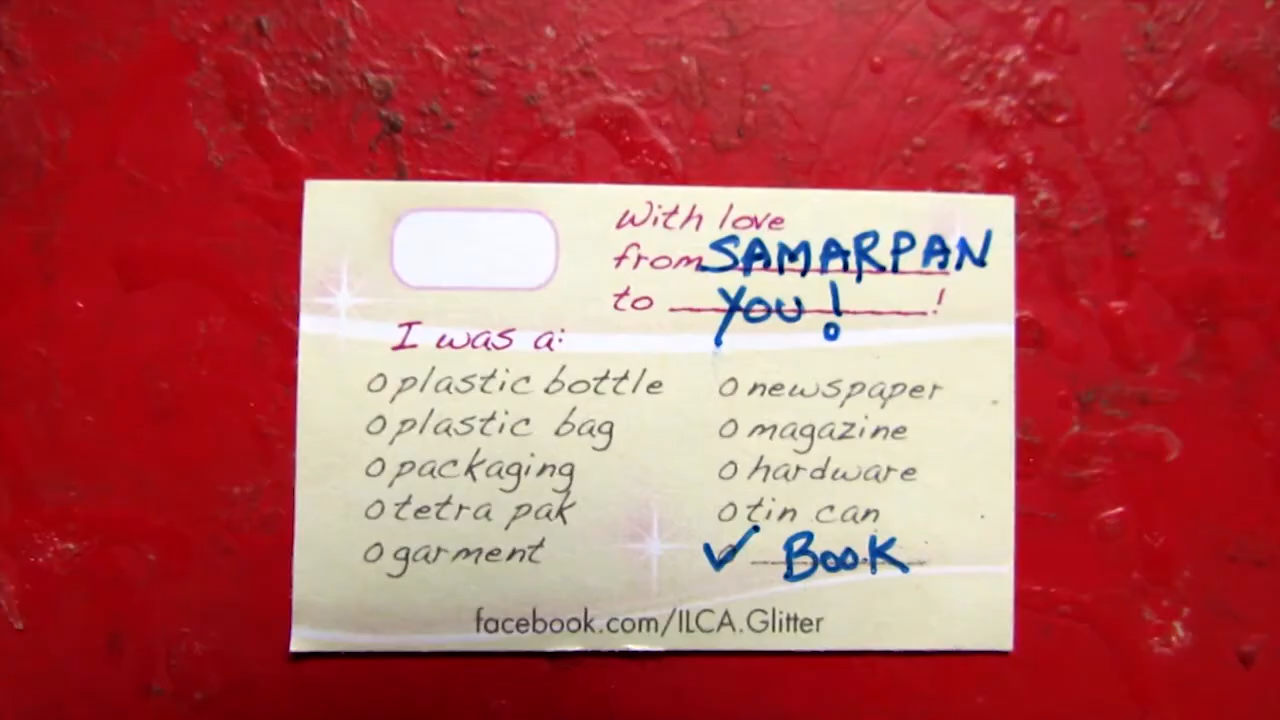 With love
from SAMARPAN
to YOU! !
I was a:
o plastic bottle
o plastic bag
o packaging
o tetra pak
o garment
o newspaper
o magazine
o hardware
o tin can
✓ Book
facebook.com/ILCA.Glitter